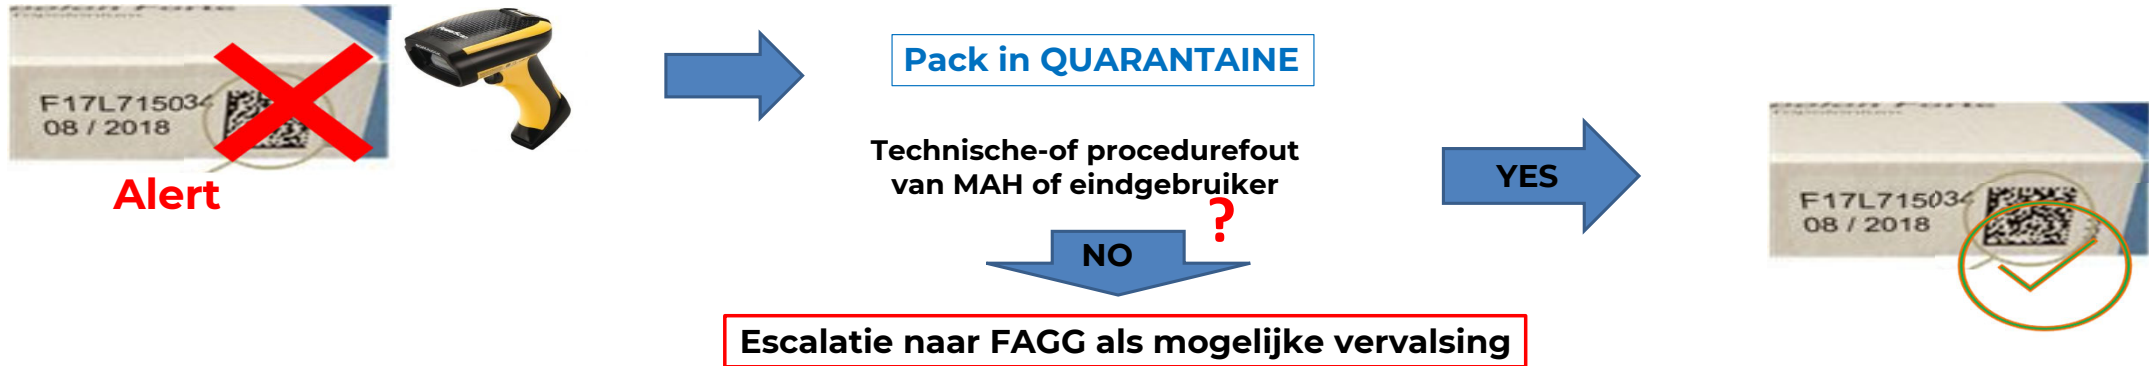 F17L715034
08 / 2018
Alert
Pack in QUARANTAINE
Technische-of procedurefout
van MAH of eindgebruiker
?
NO
YES
Escalatie naar FAGG als mogelijke vervalsing
F17L715034
08 / 2018